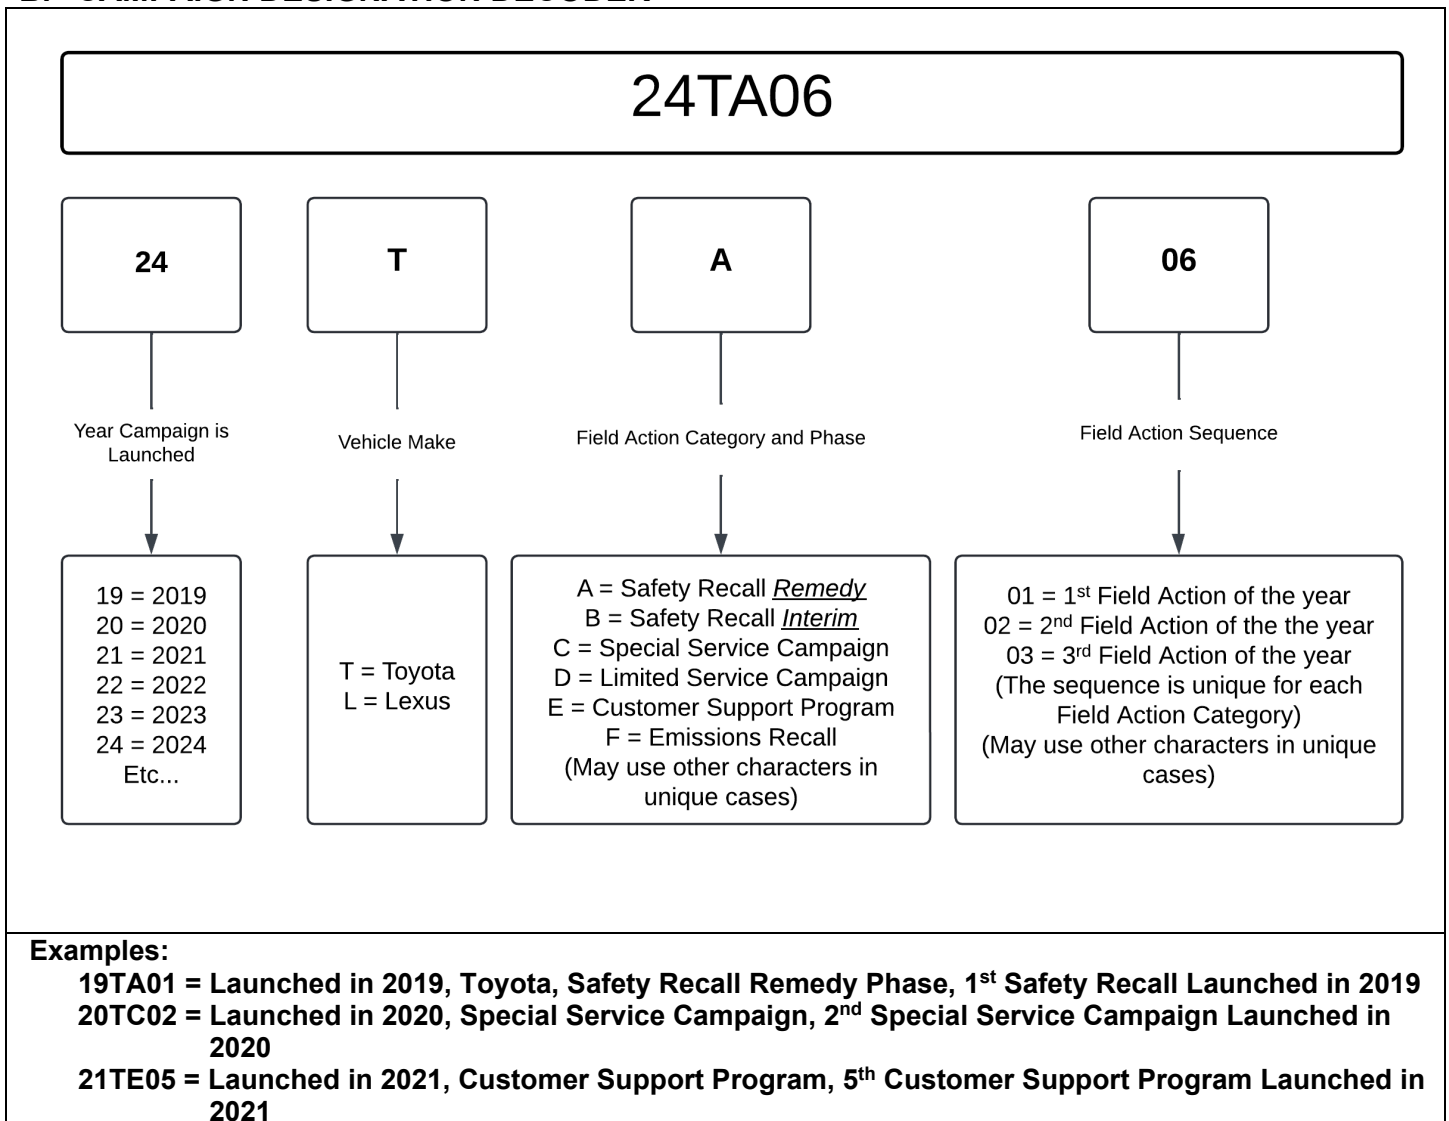 24TA06
24
T
A
06
Year Campaign is
Launched
Vehicle Make
Field Action Category and Phase
Field Action Sequence
19 = 2019
20 = 2020
21 = 2021
22 = 2022
23 = 2023
24 = 2024
Etc...
T = Toyota
L = Lexus
A = Safety Recall Remedy
B = Safety Recall Interim
C = Special Service Campaign
D = Limited Service Campaign
E = Customer Support Program
F = Emissions Recall
(May use other characters in
unique cases)
01 = 1st Field Action of the year
02 = 2nd Field Action of the the year
03 = 3rd Field Action of the year
(The sequence is unique for each
Field Action Category)
(May use other characters in unique
cases)
Examples:
19TA01 = Launched in 2019, Toyota, Safety Recall Remedy Phase, 1st Safety Recall Launched in 2019
20TC02 = Launched in 2020, Special Service Campaign, 2nd Special Service Campaign Launched in
2020
21TE05 = Launched in 2021, Customer Support Program, 5th Customer Support Program Launched in
2021